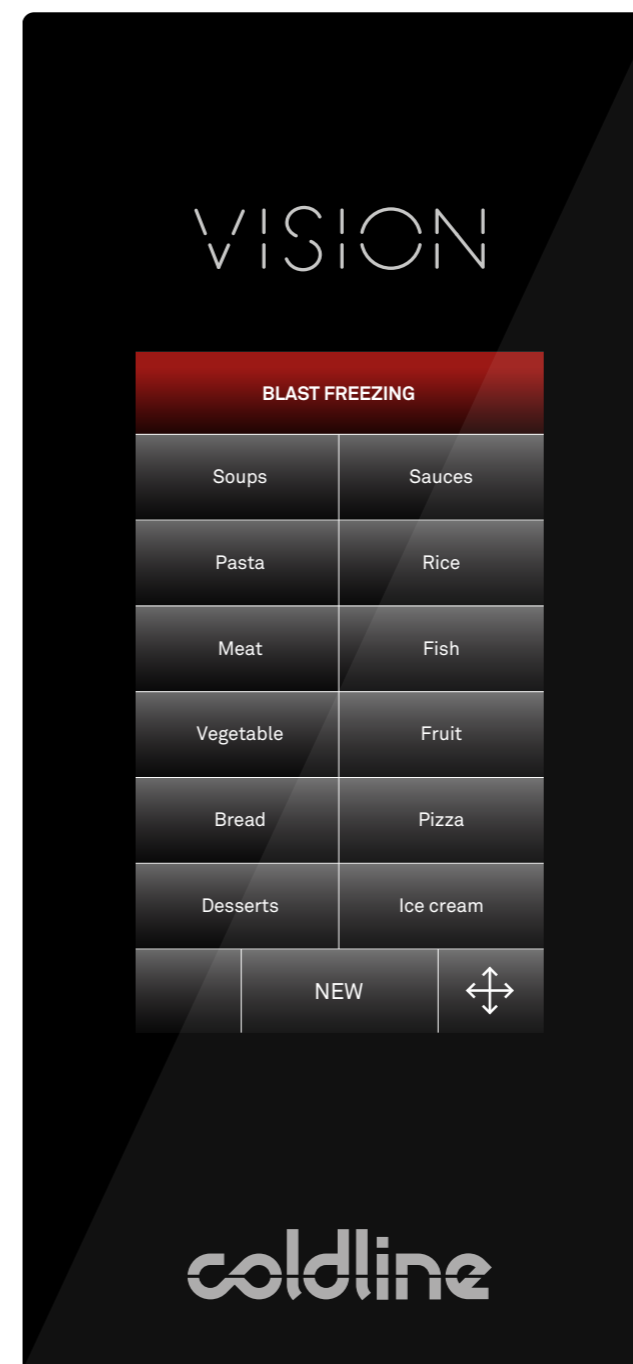 VISION
BLAST FREEZING
Soups Sauces
Pasta Rice
Meat Fish
Vegetable Fruit
Bread Pizza
Desserts Ice cream
NEW
coldline